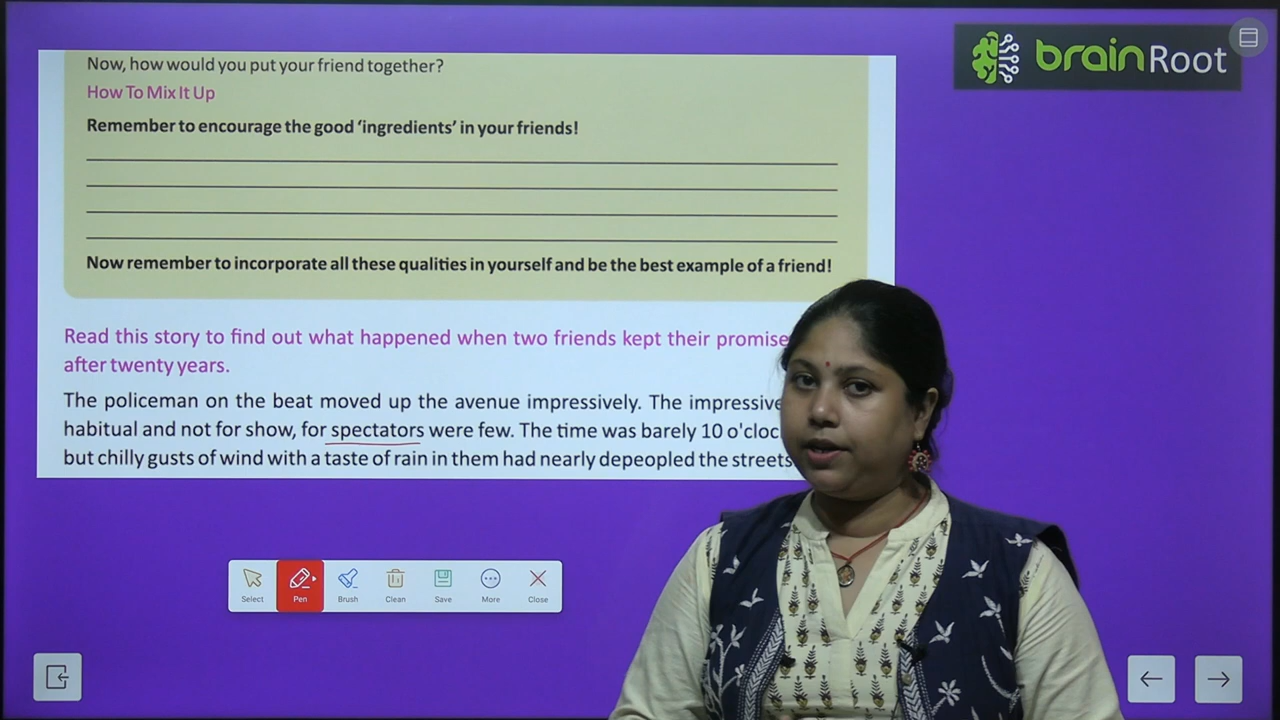 brainRoot
Now, how would you put your friend together?
How To Mix It Up
Remember to encourage the good ‘ingredients’ in your friends!
Now remember to incorporate all these qualities in yourself and be the best example of a friend!
Read this story to find out what happened when two friends kept their promise
after twenty years.
The policeman on the beat moved up the avenue impressively. The impressive
habitual and not for show, for spectators were few. The time was barely 10
but chilly gusts of wind with a taste of rain in them had nearly depeopled the streets
Select Pen Brush Clean Save More Close